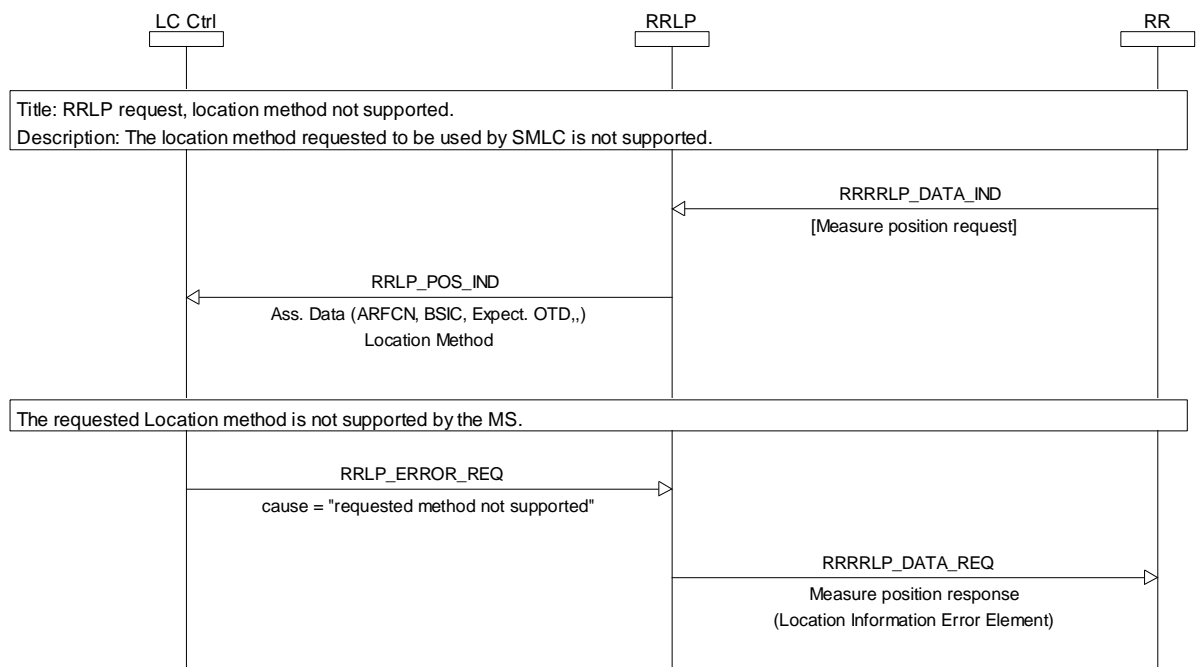 LC Ctrl
RRLP
RR
Title: RRLP request, location method not supported.
Description: The location method requested to be used by SMLC is not supported.
RRRRLP_DATA_IND
[Measure position request]
RRLP_POS_IND
Ass. Data (ARFCN, BSIC, Expect. OTD,,)
Location Method
The requested Location method is not supported by the MS.
RRLP_ERROR_REQ
cause = "requested method not supported"
RRRRLP_DATA_REQ
Measure position response
(Location Information Error Element)